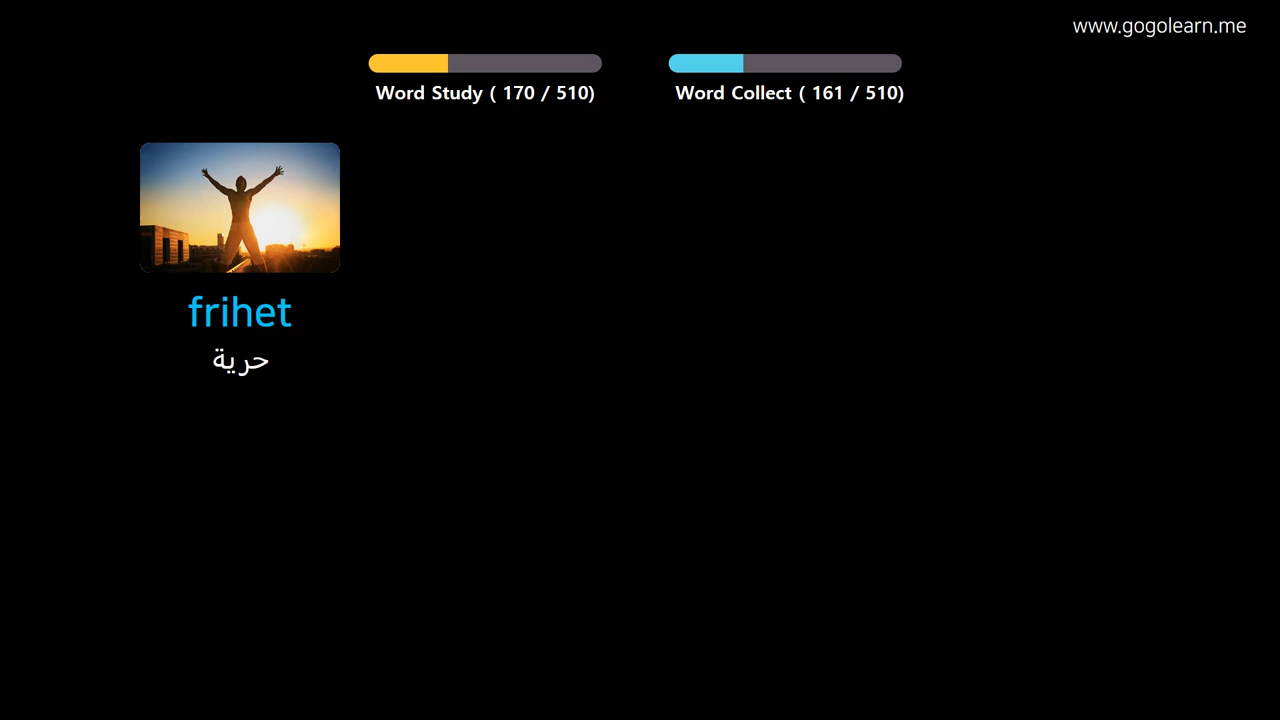 www.gogolearn.me
Word Study ( 170 / 510)
Word Collect ( 161 / 510)
frihet
حرية